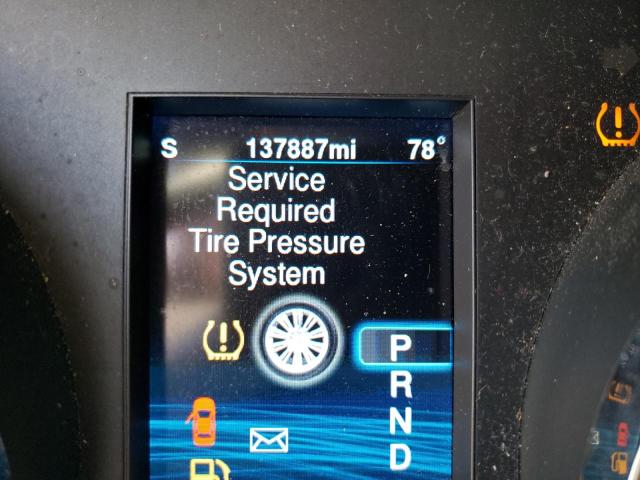 S 137887mi 78°
Service
Required
Tire Pressure
System
P
R
N
D